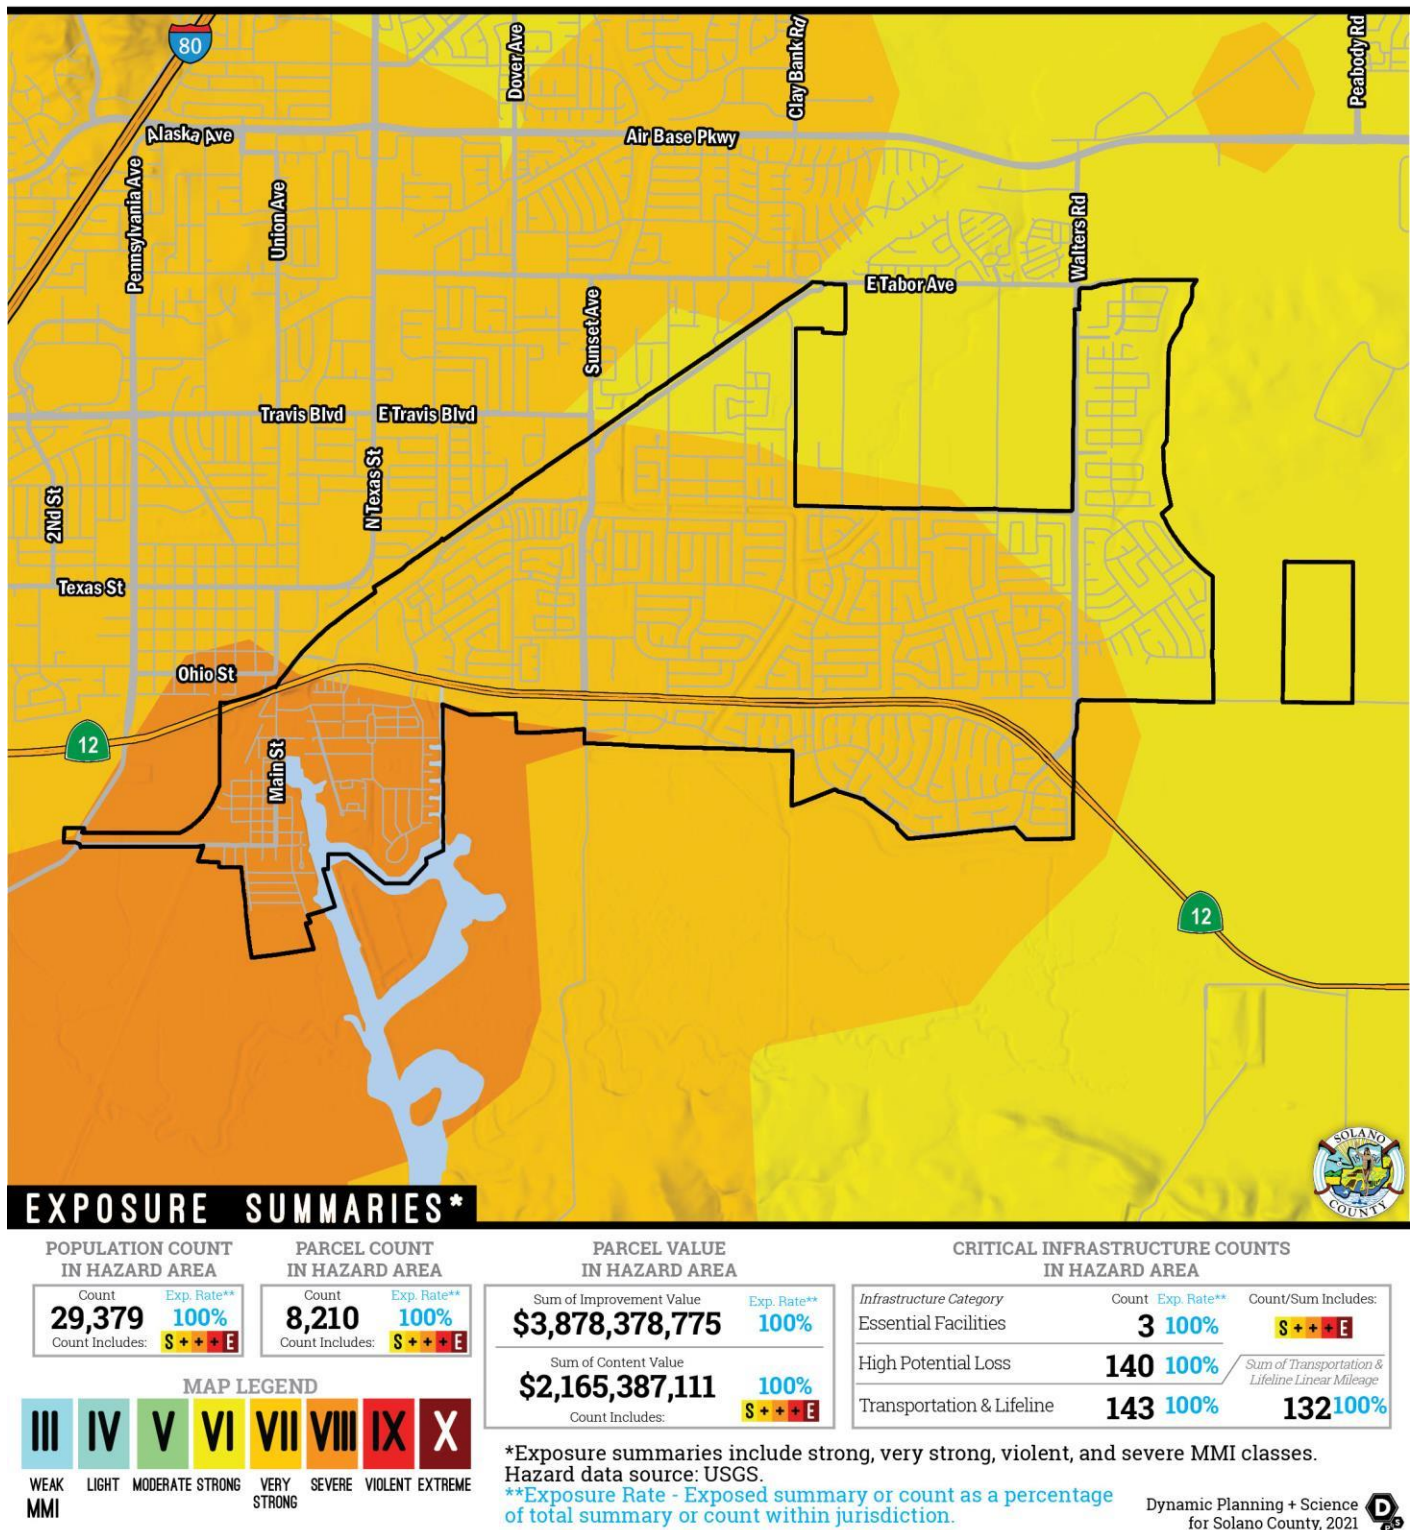 80
Dover Ave
Clay Bank Rd
Peabody Rd
Alaska Ave
Air Base Pkwy
Pennsylvania Ave
Union Ave
Walters Rd
E Tabor Ave
Sunset Ave
Travis Blvd
E Travis Blvd
N Texas St
2Nd St
Texas St
Ohio St
12
Main St
12
SOLANO
COUNTY
EXPOSURE SUMMARIES*
POPULATION COUNT
IN HAZARD AREA
Count Exp. Rate**
29,379 100%
Count Includes: S + + + E
PARCEL COUNT
IN HAZARD AREA
Count Exp. Rate**
8,210 100%
Count Includes: S + + + E
PARCEL VALUE
IN HAZARD AREA
Sum of Improvement Value Exp. Rate**
$3,878,378,775 100%
Sum of Content Value
$2,165,387,111 100%
Count Includes: S + + + E
CRITICAL INFRASTRUCTURE COUNTS
IN HAZARD AREA
Infrastructure Category Count Exp. Rate** Count/Sum Includes:
Essential Facilities 3 100% S + + + E
High Potential Loss 140 100% Sum of Transportation &
Lifeline Linear Mileage
Transportation & Lifeline 143 100% 132 100%
MAP LEGEND
III IV V VI VII VIII IX X
WEAK LIGHT MODERATE STRONG VERY STRONG SEVERE VIOLENT EXTREME
MMI
*Exposure summaries include strong, very strong, violent, and severe MMI classes.
Hazard data source: USGS.
**Exposure Rate - Exposed summary or count as a percentage
of total summary or count within jurisdiction.
Dynamic Planning + Science
for Solano County, 2021
D
P S